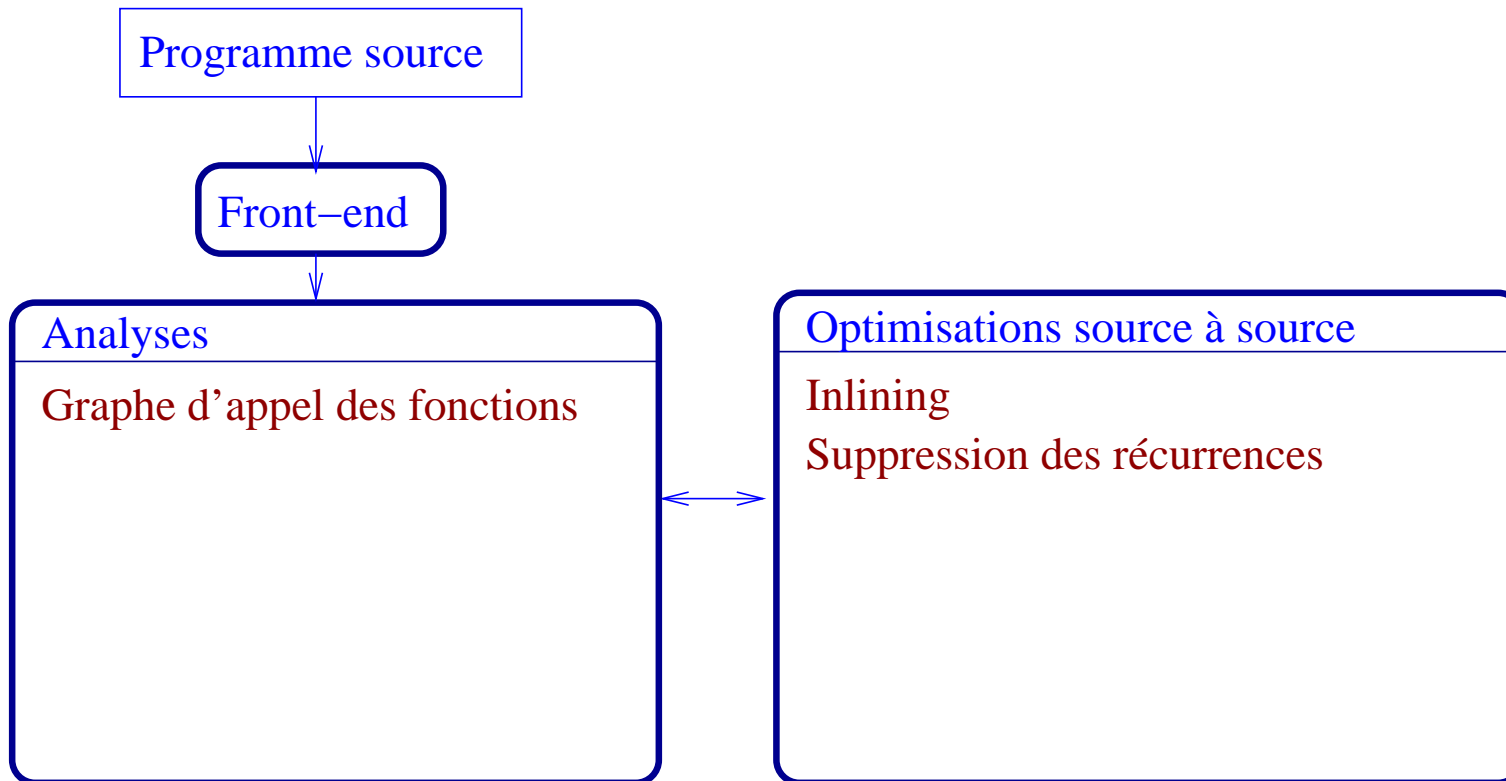 Programme source
Front−end
Analyses
Graphe d’appel des fonctions
Optimisations source à source
Inlining
Suppression des récurrences